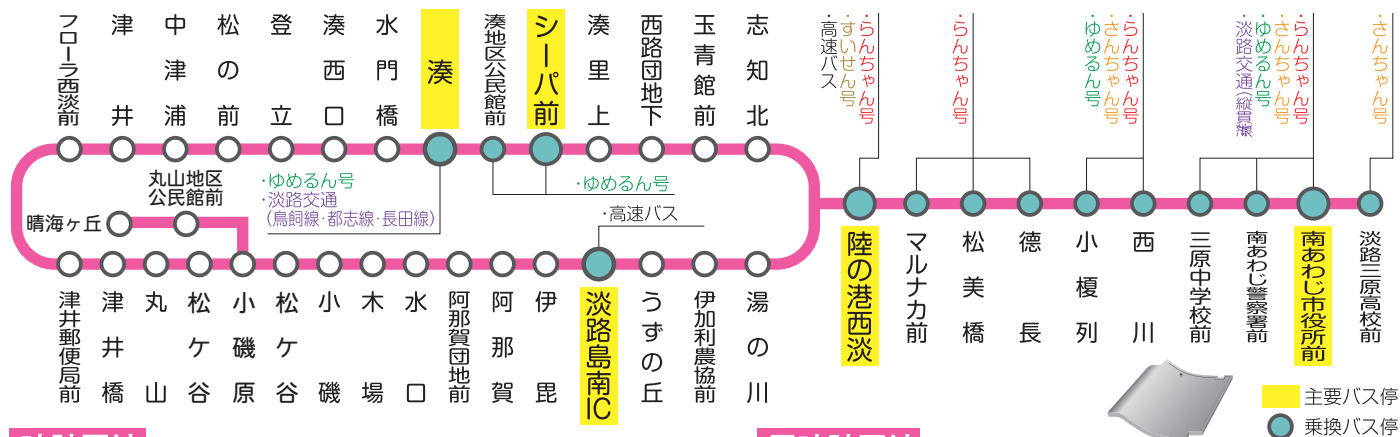 フローラ西淡前
津井
中津浦
松の前
登立
湊西口
水門橋
湊
湊地区公民館前
シーパ前
湊里上
西路団地下
玉青館前
志知北
・らんちゃん号
・すいせん号
・高速バス
・らんちゃん号
・らんちゃん号
・さんちゃん号
・ゆめるん号
・らんちゃん号
・さんちゃん号
・ゆめるん号
・淡路交通(縦貫線)
・さんちゃん号
丸山地区
公民館前
晴海ヶ丘
・ゆめるん号
・淡路交通
(鳥飼線・都志線・長田線)
・ゆめるん号
・高速バス
津井郵便局前
津井橋
丸山
松ケ谷
小磯原
松ケ谷
小磯
木場
水口
阿那賀団地前
阿那賀
伊毘
淡路島南IC
うずの丘
伊加利農協前
湯の川
陸の港西淡
マルナカ前
松美橋
徳長
小榎列
西川
三原中学校前
南あわじ警察署前
南あわじ市役所前
淡路三原高校前
主要バス停
乗換バス停